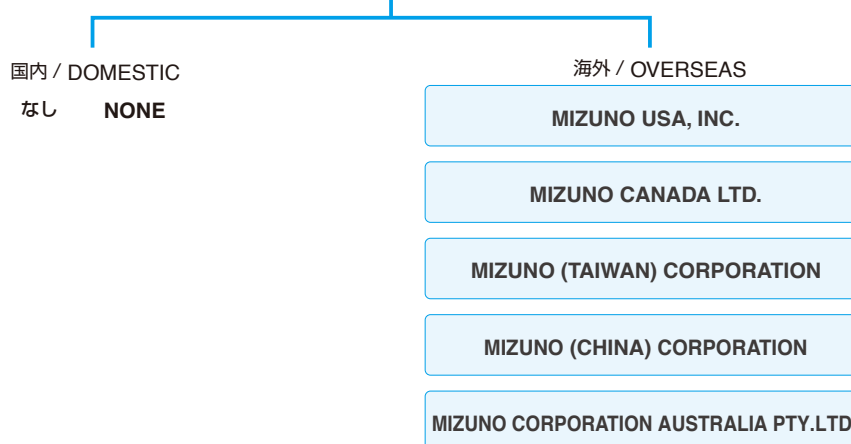 国内 / DOMESTIC
なし NONE
海外 / OVERSEAS
MIZUNO USA, INC.
MIZUNO CANADA LTD.
MIZUNO (TAIWAN) CORPORATION
MIZUNO (CHINA) CORPORATION
MIZUNO CORPORATION AUSTRALIA PTY.LTD